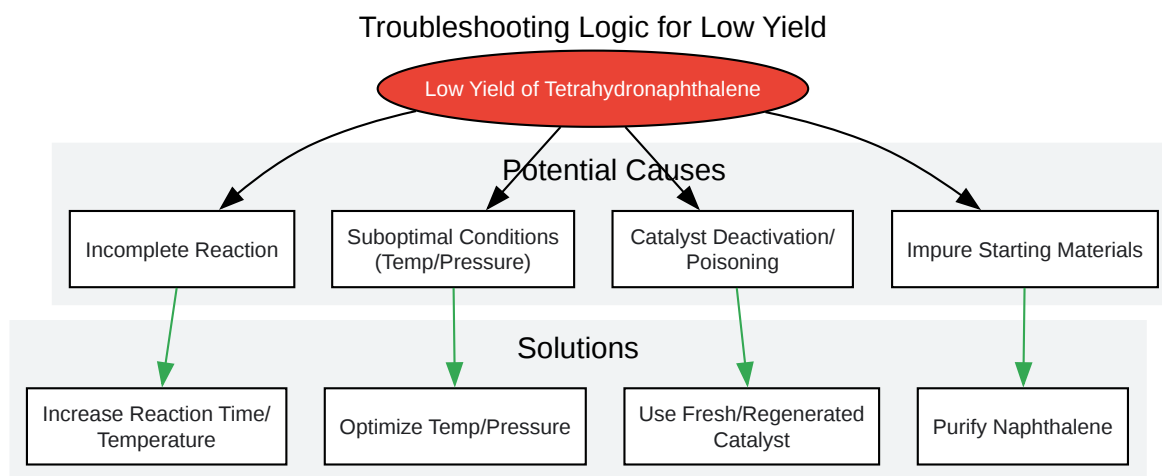 Troubleshooting Logic for Low Yield
Low Yield of Tetrahydronaphthalene
Potential Causes
Incomplete Reaction
Suboptimal Conditions
(Temp/Pressure)
Catalyst Deactivation/
Poisoning
Impure Starting Materials
Solutions
Increase Reaction Time/
Temperature
Optimize Temp/Pressure
Use Fresh/Regenerated
Catalyst
Purify Naphthalene